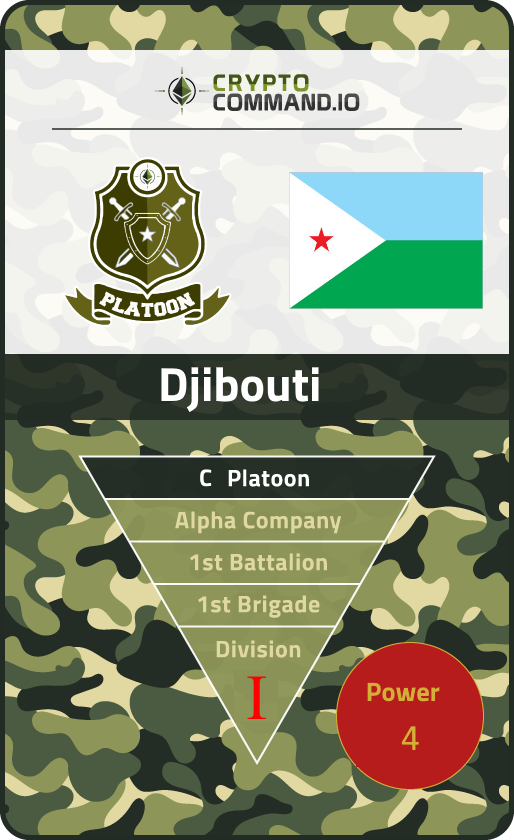 CRYPTO
COMMAND.IO
PLATOON
Djibouti
C Platoon
Alpha Company
1st Battalion
1st Brigade
Division
I
Power
4